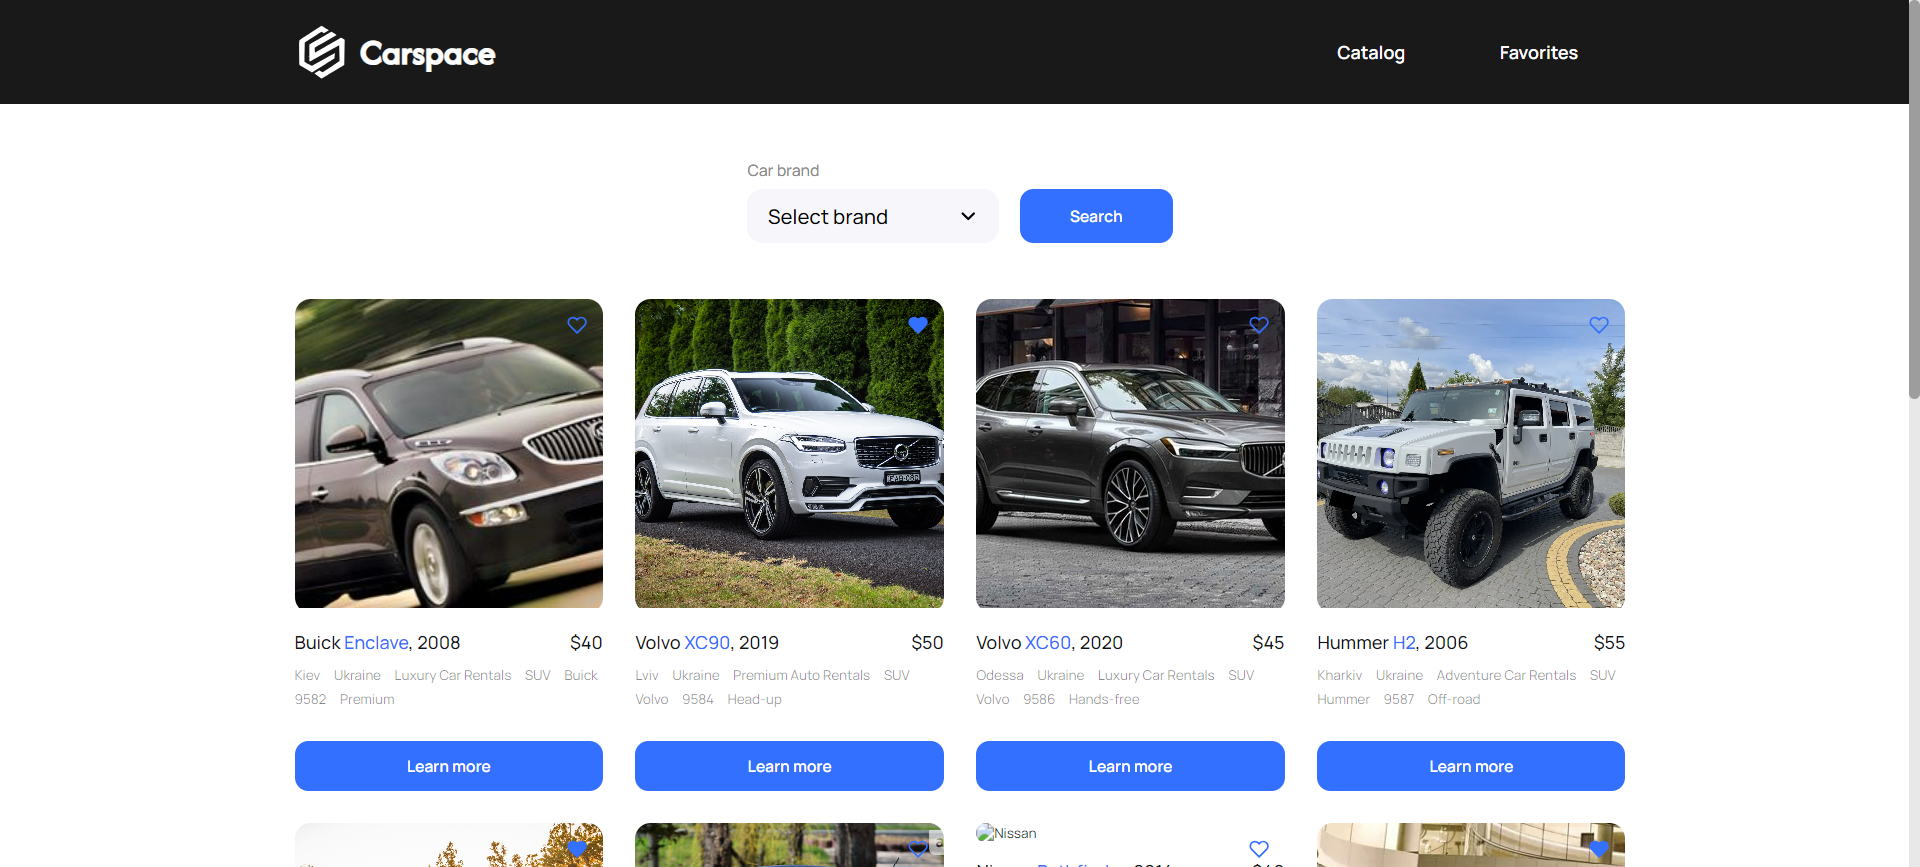 Carspace
Catalog
Favorites
Car brand
Select brand
Search
Buick Enclave, 2008 $40
Kiev Ukraine Luxury Car Rentals SUV Buick
9582 Premium
Learn more
Volvo XC90, 2019 $50
Lviv Ukraine Premium Auto Rentals SUV
Volvo 9584 Head-up
Learn more
Volvo XC60, 2020 $45
Odessa Ukraine Luxury Car Rentals SUV
Volvo 9586 Hands-free
Learn more
Hummer H2, 2006 $55
Kharkiv Ukraine Adventure Car Rentals SUV
Hummer 9587 Off-road
Learn more
Nissan